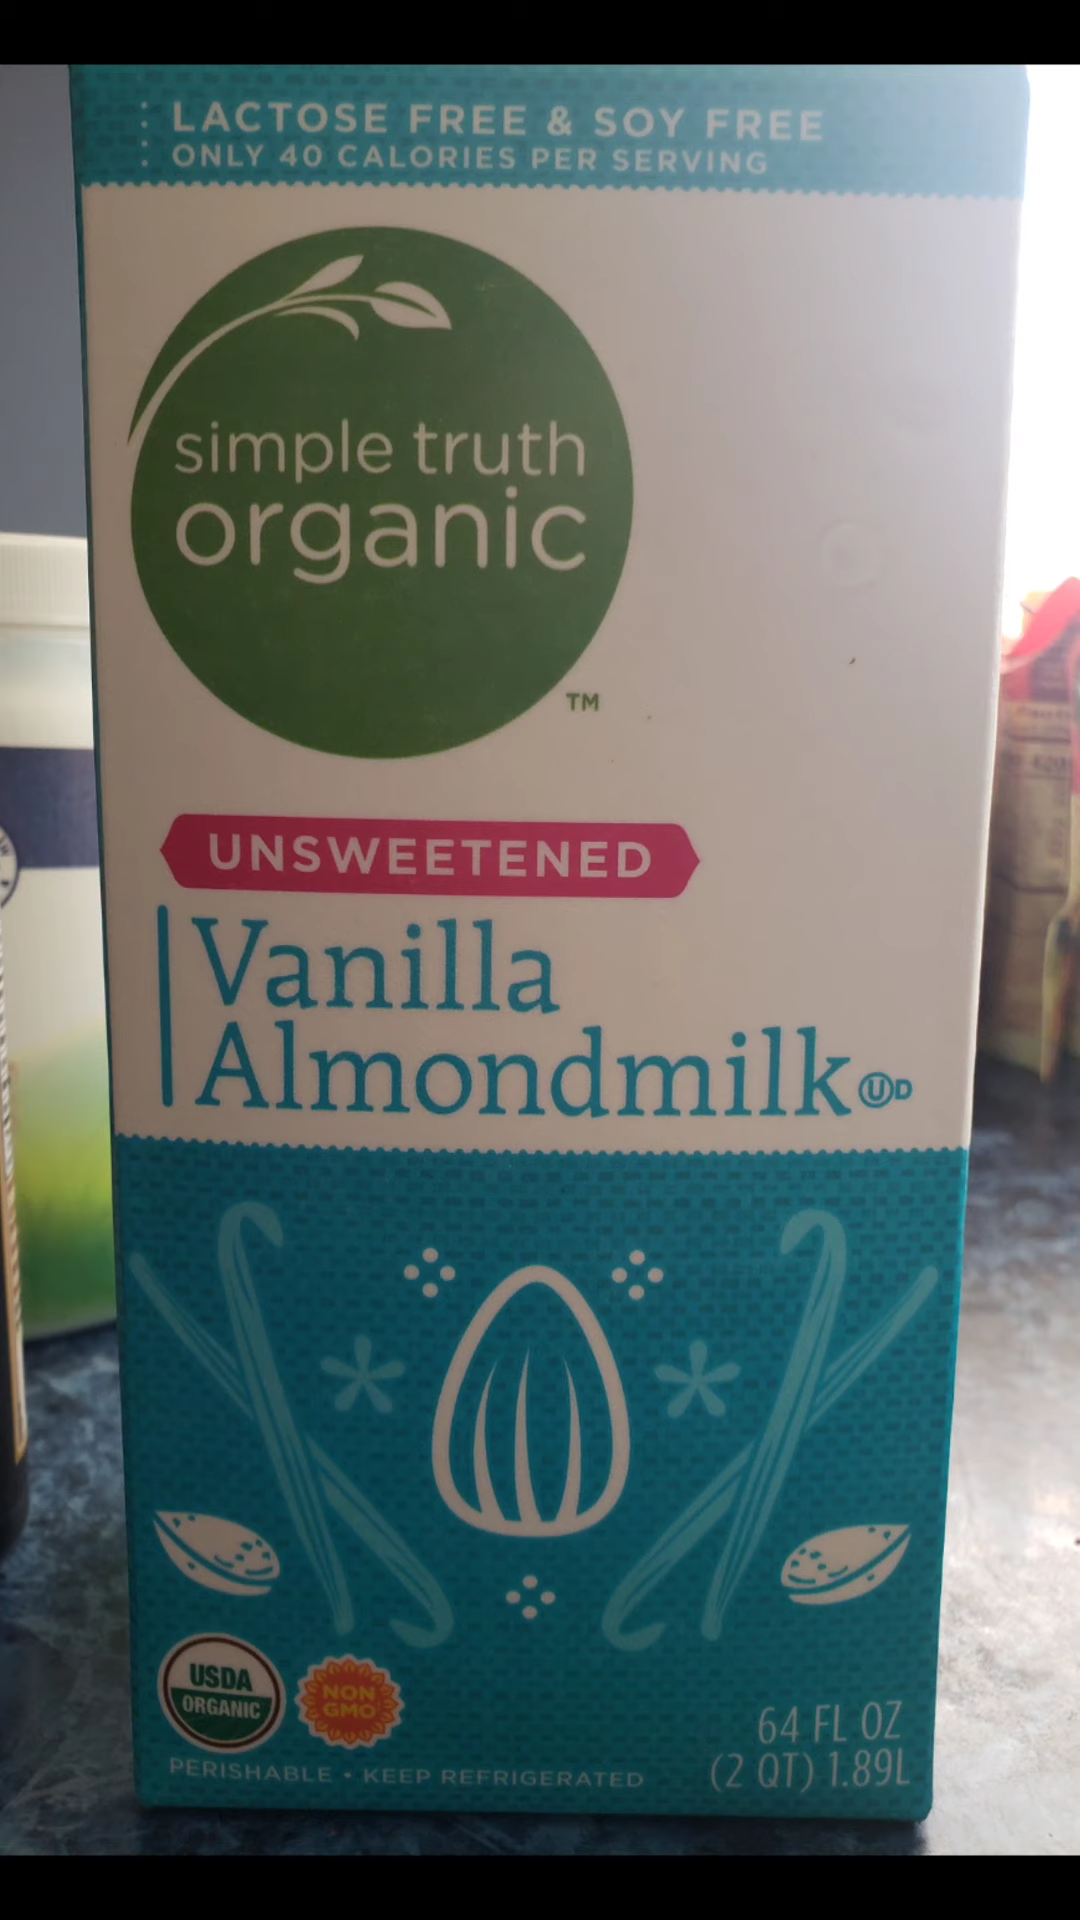 LACTOSE FREE & SOY FREE
ONLY 40 CALORIES PER SERVING
simple truth
organic
TM
UNSWEETENED
Vanilla
Almondmilk UD
USDA
ORGANIC
NON
GMO
PERISHABLE • KEEP REFRIGERATED
64 FL OZ
(2 QT) 1.89L